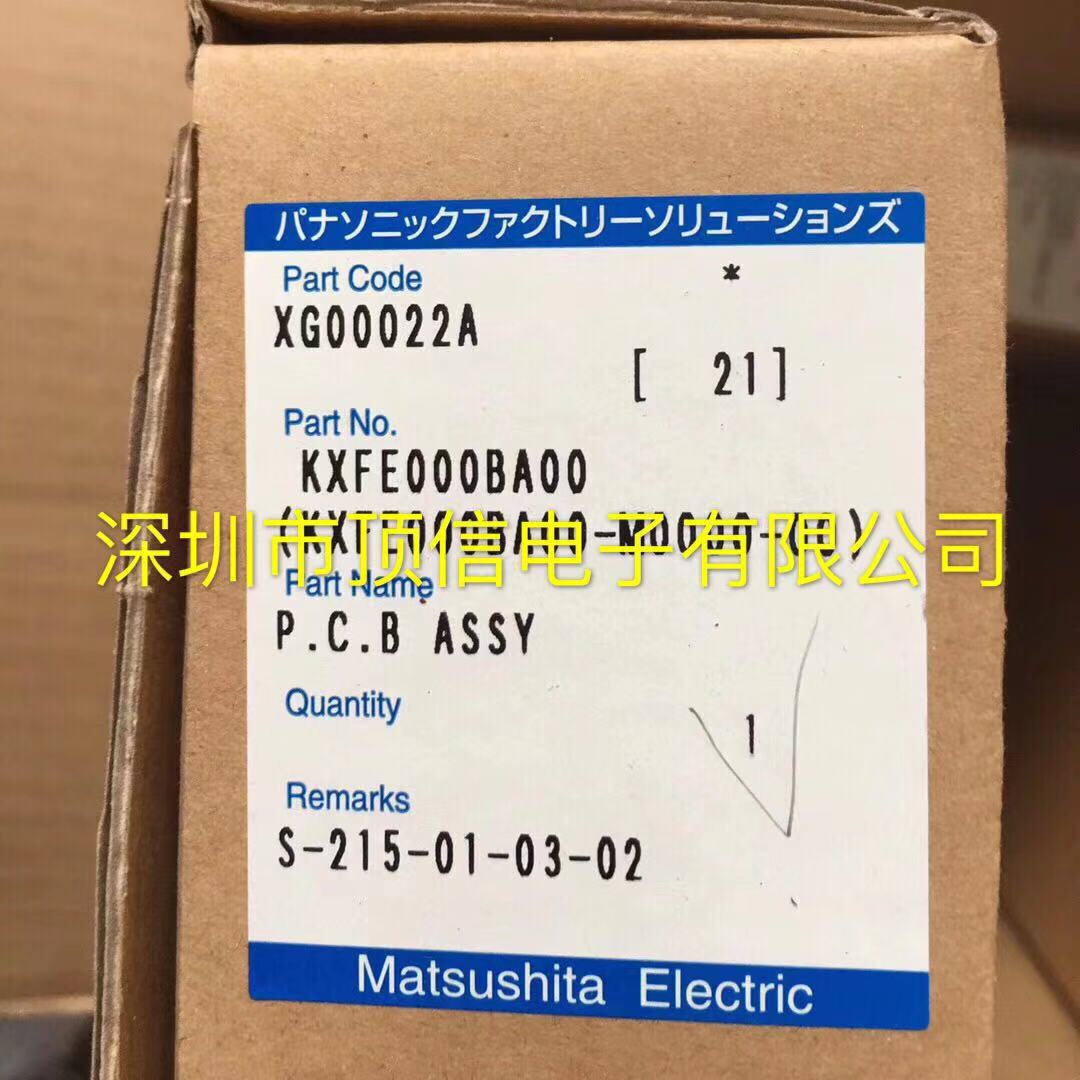 パナソニックファクトリーソリューションズ
Part Code
*
XG00022A
[ 21]
Part No.
KXFE000BA00
深圳市顶信电子有限公司
Part Name
P.C.B ASSY
Quantity
1
Remarks
S-215-01-03-02
Matsushita Electric